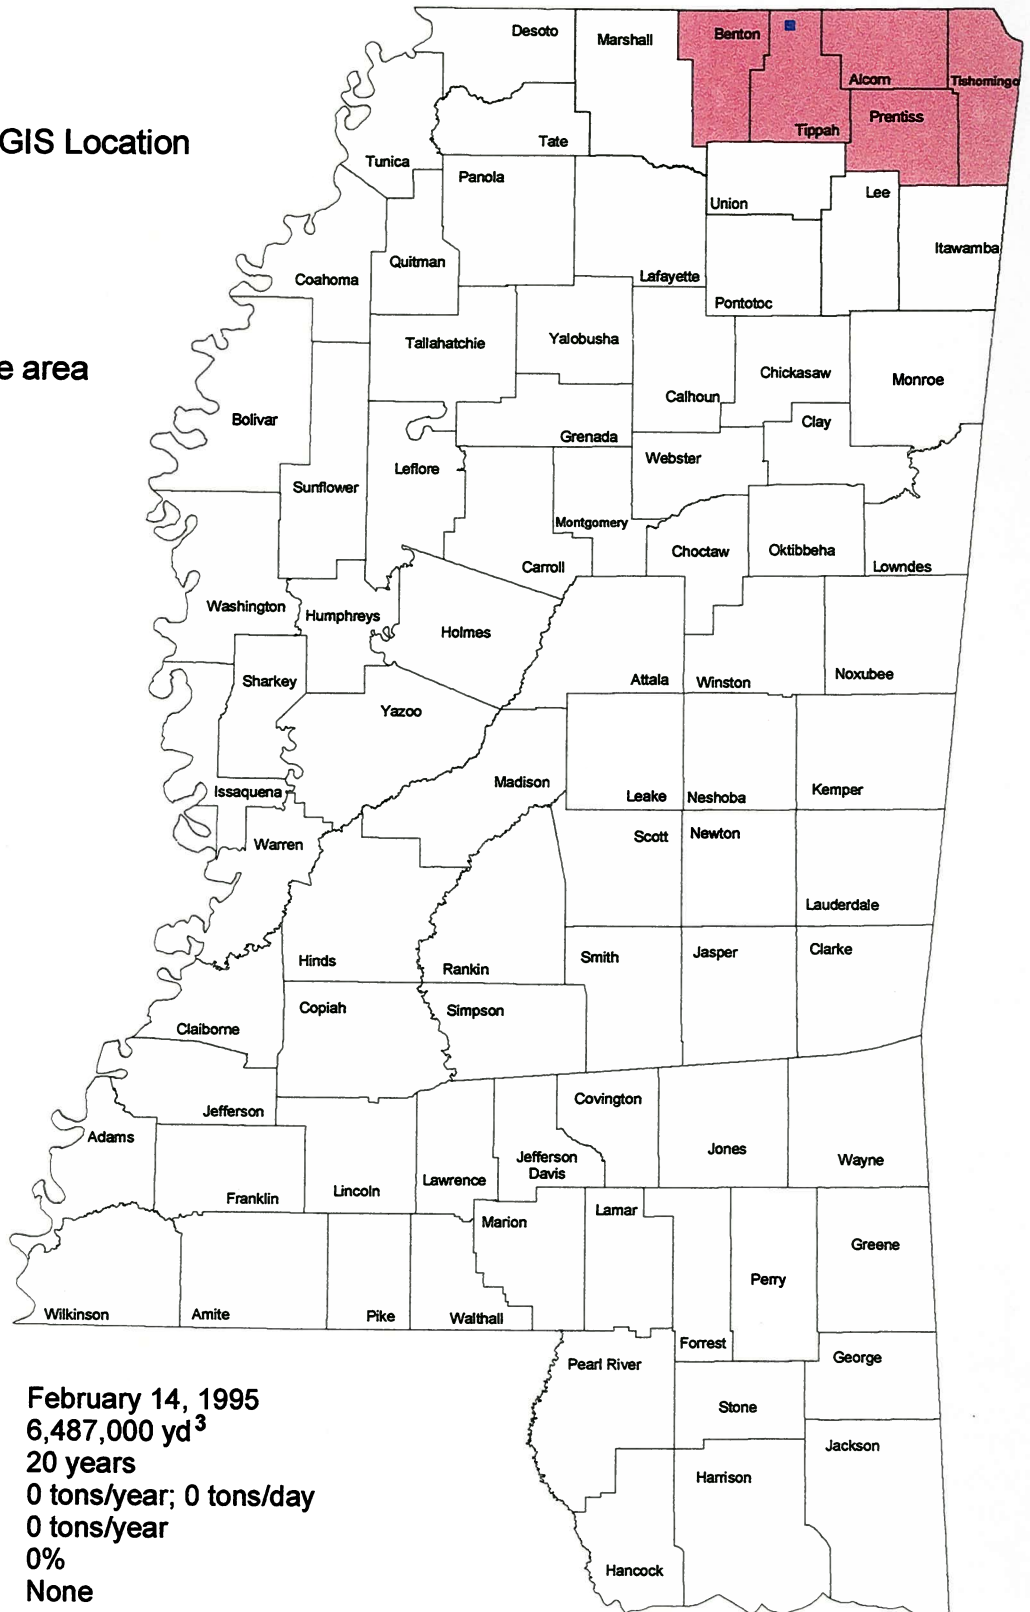 Desoto
Marshall
Benton
Alcorn
Tishomingo
Prentiss
Tippah
GIS Location
Tate
Tunica
Panola
Union
Lee
Itawamba
Quitman
Coahoma
Lafayette
Pontotoc
Tallahatchie
Yalobusha
e area
Chickasaw
Monroe
Calhoun
Bolivar
Clay
Grenada
Leflore
Webster
Sunflower
Montgomery
Choctaw
Oktibbeha
Carroll
Lowndes
Washington
Humphreys
Holmes
Sharkey
Attala
Winston
Noxubee
Yazoo
Madison
Issaquena
Leake
Neshoba
Kemper
Warren
Scott
Newton
Lauderdale
Hinds
Rankin
Smith
Jasper
Clarke
Copiah
Simpson
Claiborne
Jefferson
Covington
Adams
Jones
Jefferson
Davis
Wayne
Lawrence
Franklin
Lincoln
Marion
Lamar
Greene
Perry
Wilkinson
Amite
Pike
Walthall
Forrest
George
Pearl River
Stone
Jackson
Harrison
Hancock
February 14, 1995
6,487,000 yd³
20 years
0 tons/year; 0 tons/day
0 tons/year
0%
None